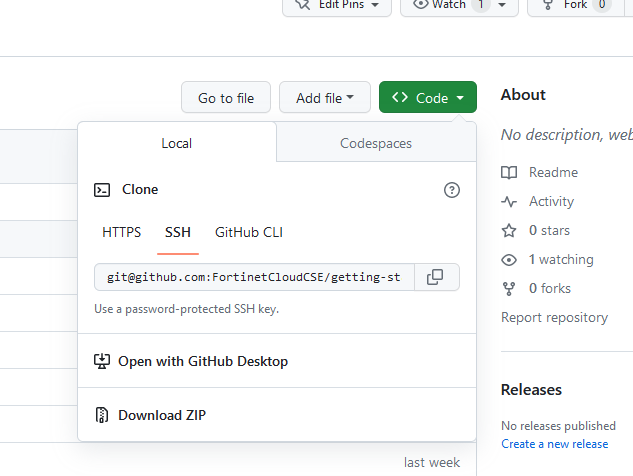 Edit Pins
Watch 1
Fork 0
Go to file
Add file
Code
About
No description, web
Local
Codespaces
Clone
HTTPS
SSH
GitHub CLI
git@github.com:FortinetCloudCSE/getting-st
Use a password-protected SSH key.
Open with GitHub Desktop
Download ZIP
last week
Readme
Activity
0 stars
1 watching
0 forks
Report repository
Releases
No releases published
Create a new release